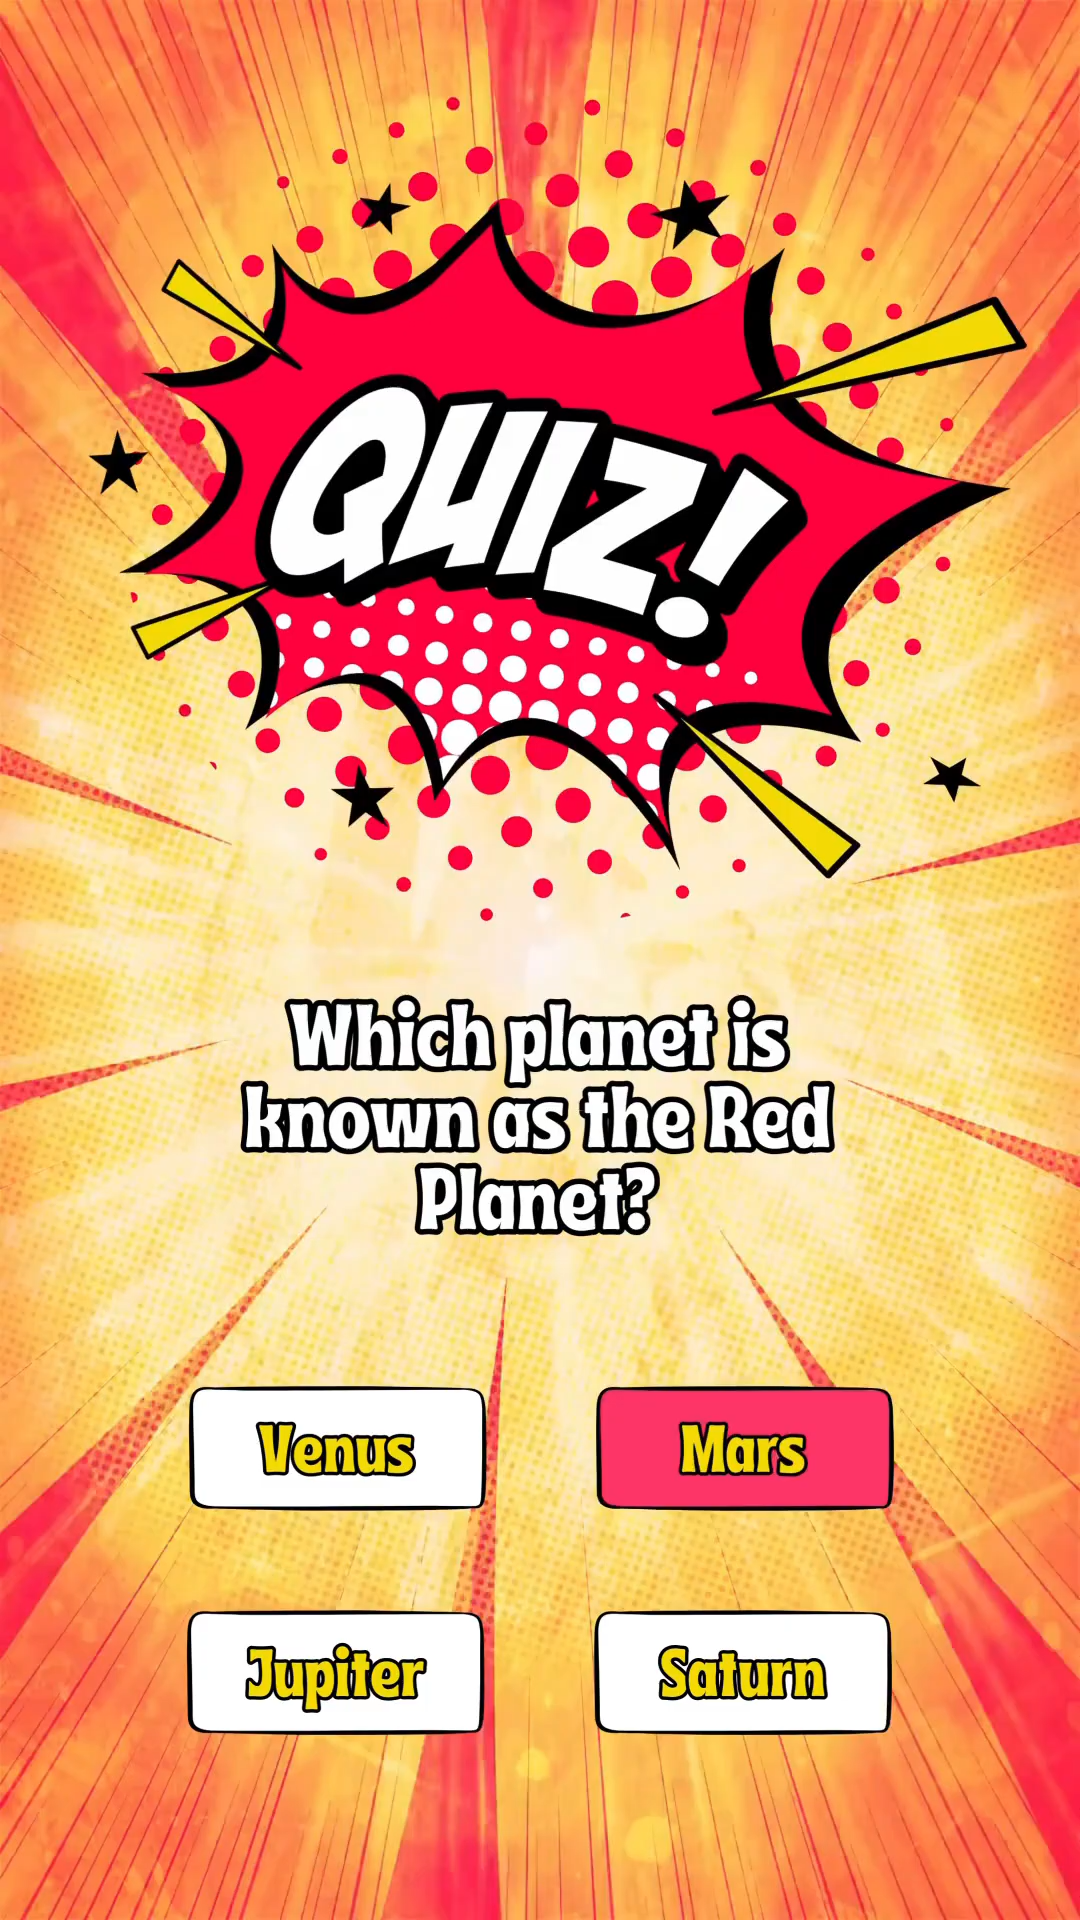 QUIZ!
Which planet is
known as the Red
Planet?
Venus
Mars
Jupiter
Saturn